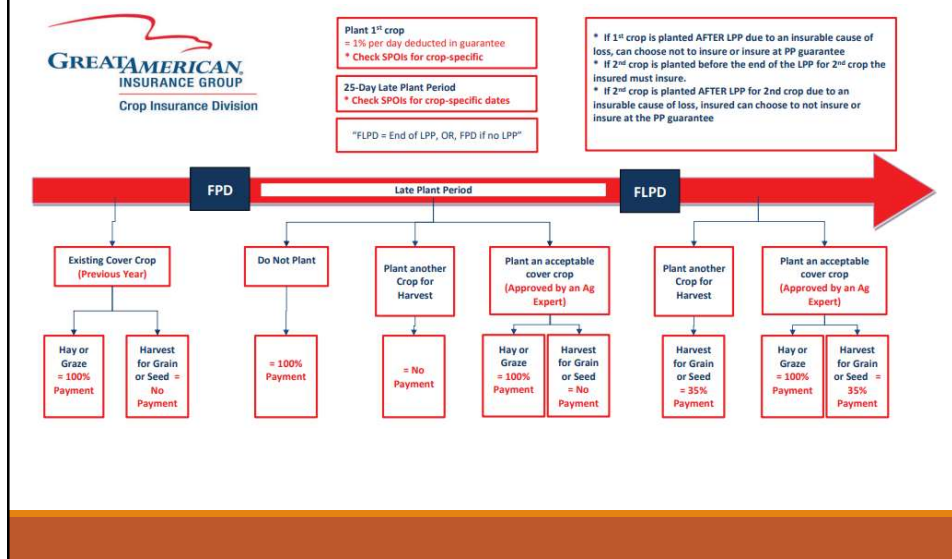 GREATAMERICAN.
INSURANCE GROUP
Crop Insurance Division
Plant 1st crop
= 1% per day deducted in guarantee
* Check SPOIs for crop-specific
25-Day Late Plant Period
* Check SPOIs for crop-specific dates
"FLPD = End of LPP, OR, FPD if no LPP"
* If 1st crop is planted AFTER LPP due to an insurable cause of
loss, can choose not to insure or insure at PP guarantee
* If 2nd crop is planted before the end of the LPP for 2nd crop the
insured must insure.
* If 2nd crop is planted AFTER LPP for 2nd crop due to an
insurable cause of loss, insured can choose to not insure or
insure at the PP guarantee
FPD
Late Plant Period
FLPD
Existing Cover Crop
(Previous Year)
Do Not Plant
Plant another
Crop for
Harvest
Plant an acceptable
cover crop
(Approved by an Ag
Expert)
Plant another
Crop for
Harvest
Plant an acceptable
cover crop
(Approved by an Ag
Expert)
Hay or
Graze
= 100%
Payment
Harvest
for Grain
or Seed =
No
Payment
= 100%
Payment
= No
Payment
Hay or
Graze
= 100%
Payment
Harvest
for Grain
or Seed
= No
Payment
Harvest
for Grain
or Seed
= 35%
Payment
Hay or
Graze
= 100%
Payment
Harvest
for Grain
or Seed =
35%
Payment